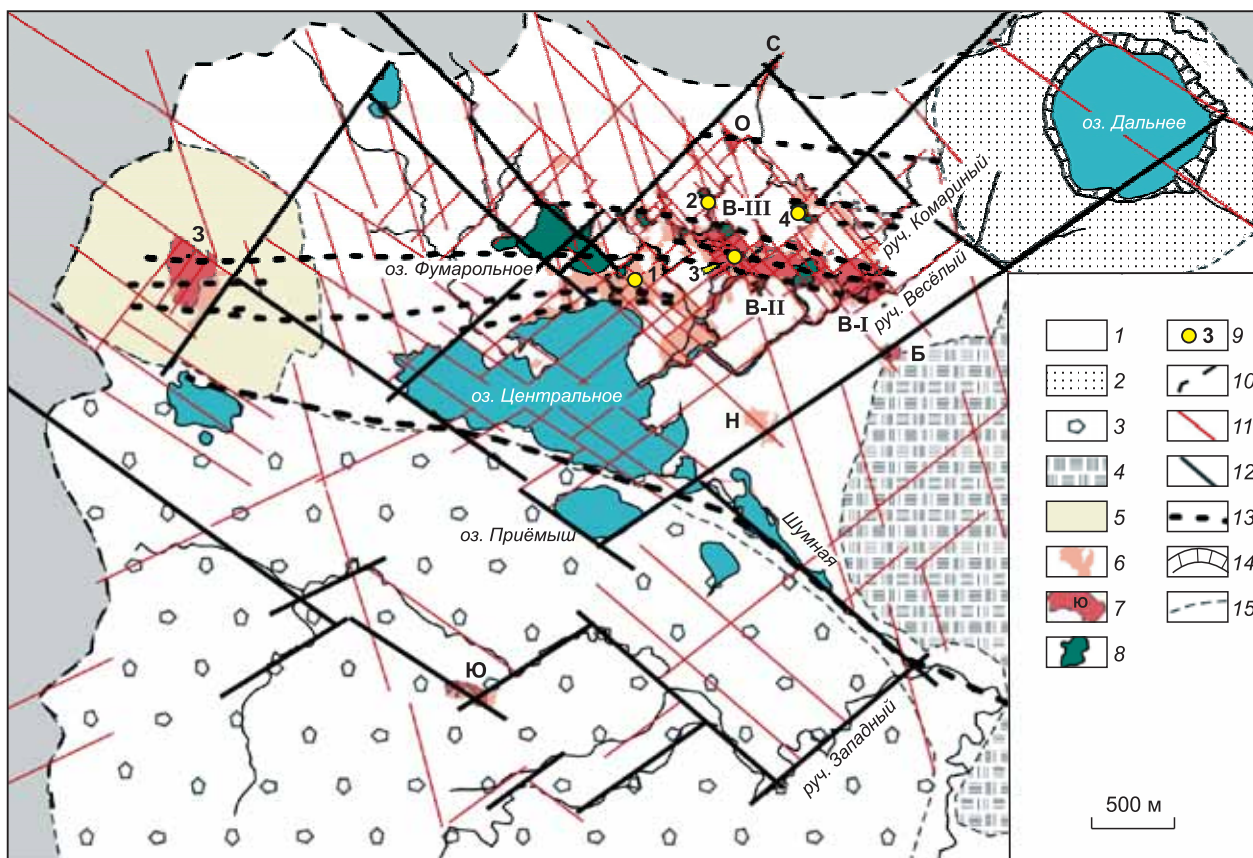 С
О
оз. Дальнее
2
В-III
4
руч. Комариный
З
оз. Фумарольное
1
3
В-II
В-I
руч. Весёлый
Б
оз. Центральное
Н
оз. Приёмыш
Шумная
Ю
руч. Западный
1
2
3
4
5
6
Ю 7
8
3 9
10
11
12
13
14
15
500 м